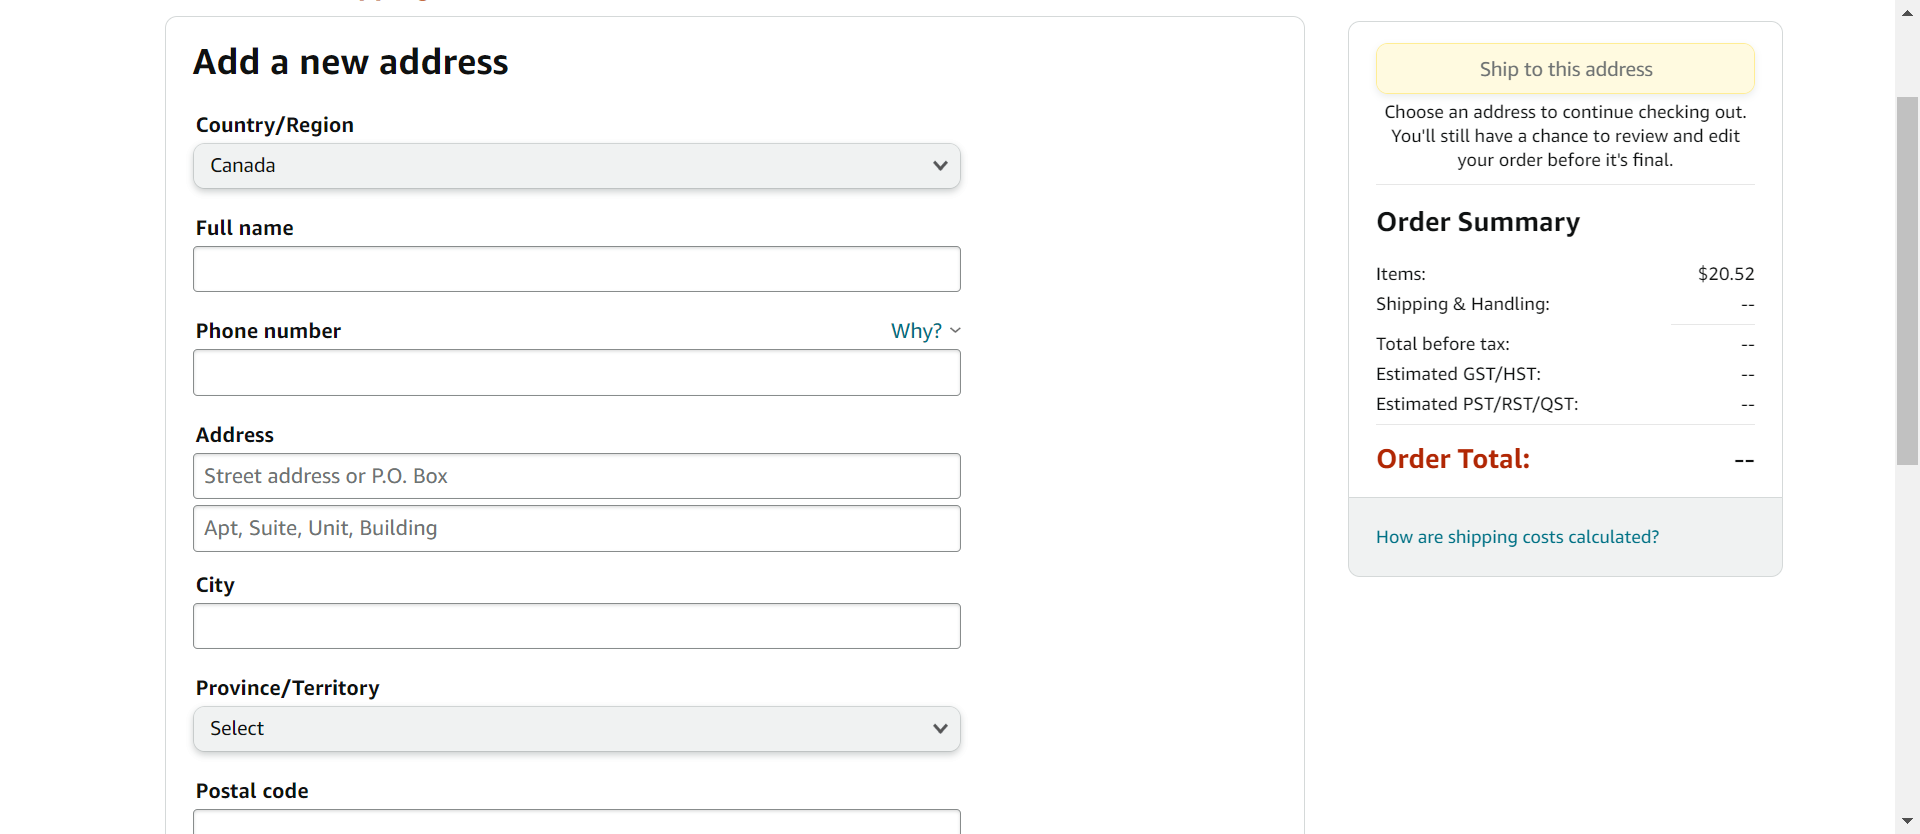 Add a new address
Country/Region
Canada
Full name
Phone number
Why?
Address
Street address or P.O. Box
Apt, Suite, Unit, Building
City
Province/Territory
Select
Postal code
Ship to this address
Choose an address to continue checking out.
You'll still have a chance to review and edit
your order before it's final.
Order Summary
Items: $20.52
Shipping & Handling: --
Total before tax: --
Estimated GST/HST: --
Estimated PST/RST/QST: --
Order Total: --
How are shipping costs calculated?